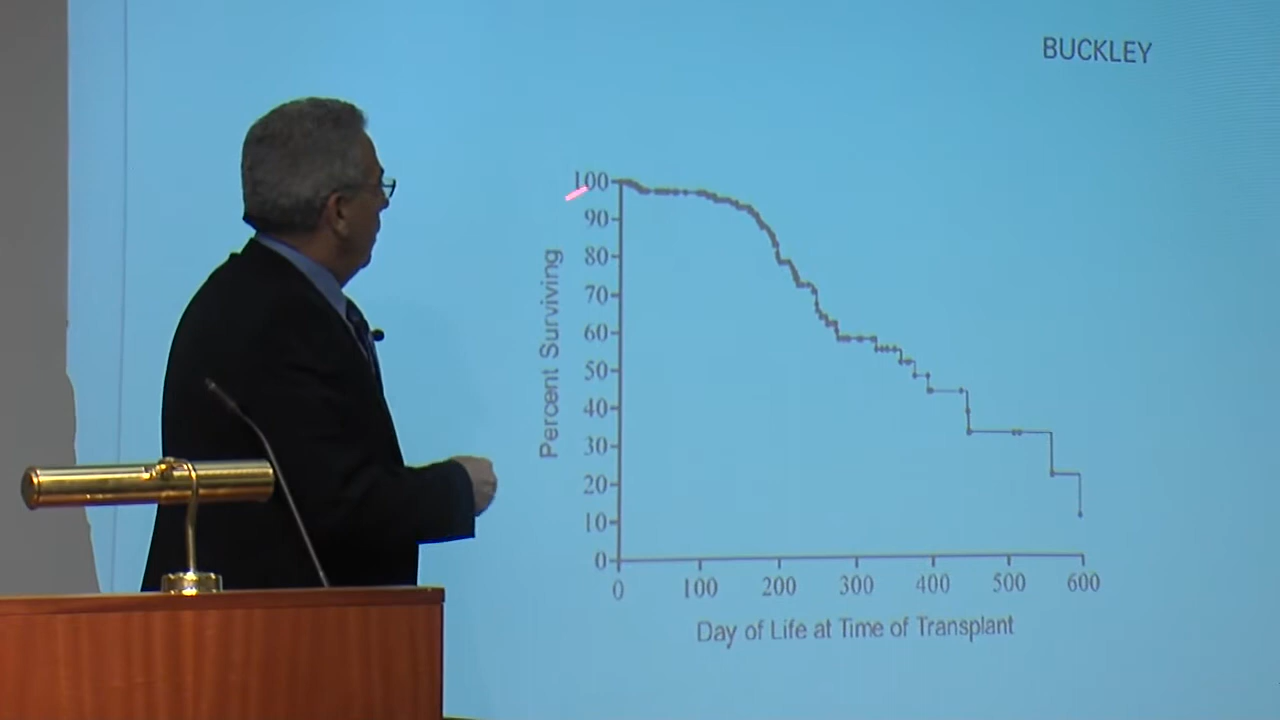 BUCKLEY
Percent Surviving
100
90
80
70
60
50
40
30
20
10
0
0 100 200 300 400 500 600
Day of Life at Time of Transplant